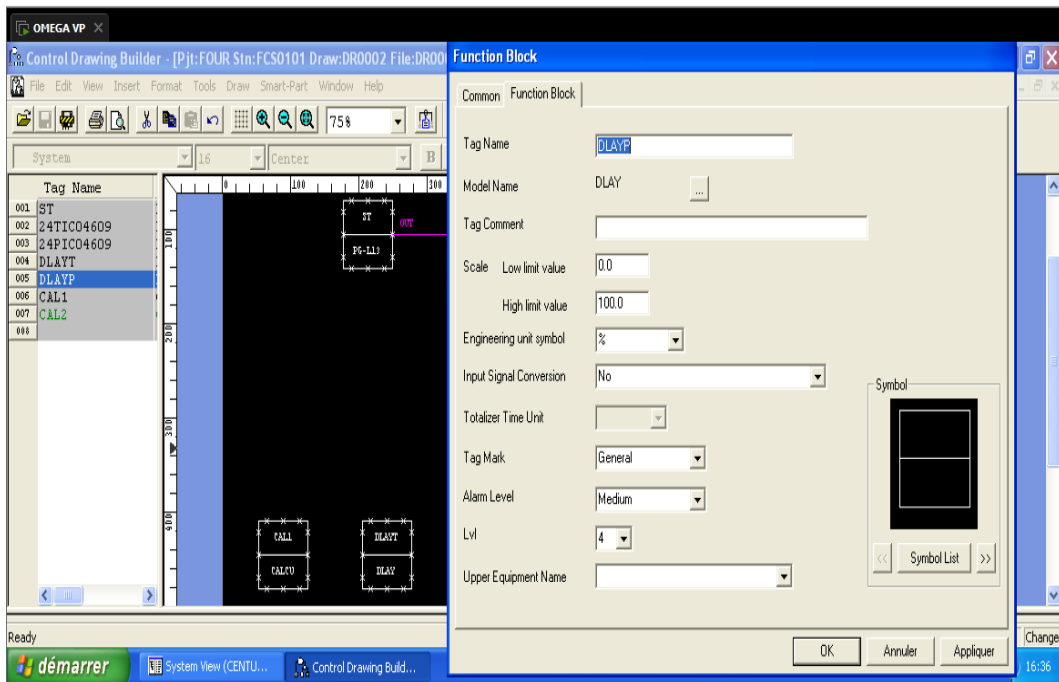 OMEGA VP
Control Drawing Builder - [Pjt:FOUR Stn:FCS0101 Draw:DR0002 File:DR00
File Edit View Insert Format Tools Draw Smart-Part Window Help
75%
System 16 Center B
Tag Name
001 ST
002 24TIC04609
003 24PIC04609
004 DLAYT
005 DLAYP
006 CAL1
007 CAL2
008
0 100 200 300
100
200
300
400
ST
OUT
PG-L13
CAL1
CALCU
DLAYT
DLAY
Function Block
Common Function Block
Tag Name DLAYP
Model Name DLAY ...
Tag Comment
Scale Low limit value 0.0
High limit value 100.0
Engineering unit symbol %
Input Signal Conversion No
Totalizer Time Unit
Tag Mark General
Alarm Level Medium
Lvl 4
Upper Equipment Name
Symbol
<< Symbol List >>
OK Annuler Appliquer
Ready
Change
démarrer System View (CENTU... Control Drawing Build... 16:36